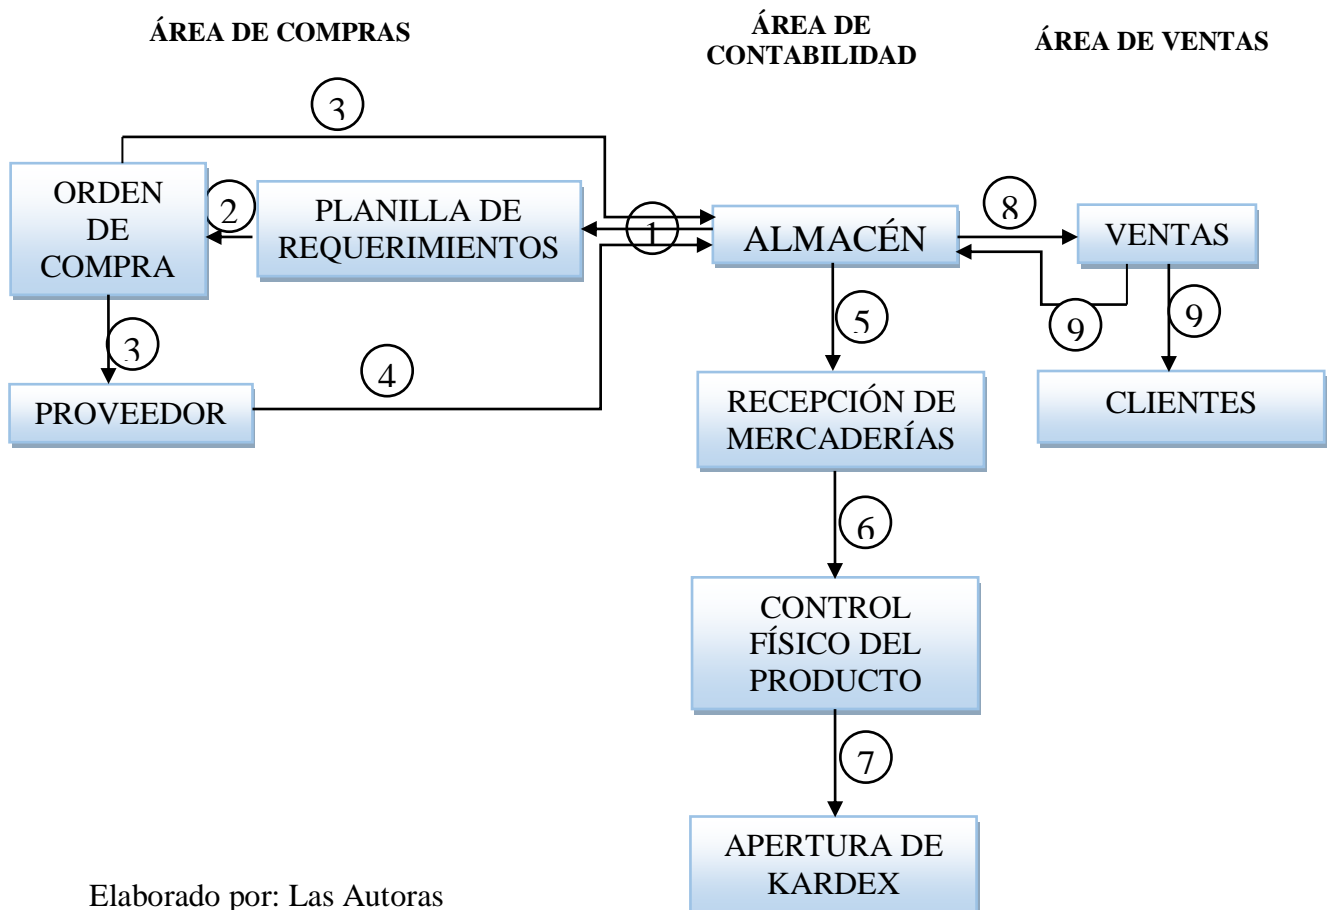 ÁREA DE COMPRAS
ÁREA DE
CONTABILIDAD
ÁREA DE VENTAS
3
ORDEN
DE
COMPRA
2
PLANILLA DE
REQUERIMIENTOS
1
ALMACÉN
8
VENTAS
3
4
5
9
9
PROVEEDOR
RECEPCIÓN DE
MERCADERÍAS
CLIENTES
6
CONTROL
FÍSICO DEL
PRODUCTO
7
APERTURA DE
KARDEX
Elaborado por: Las Autoras